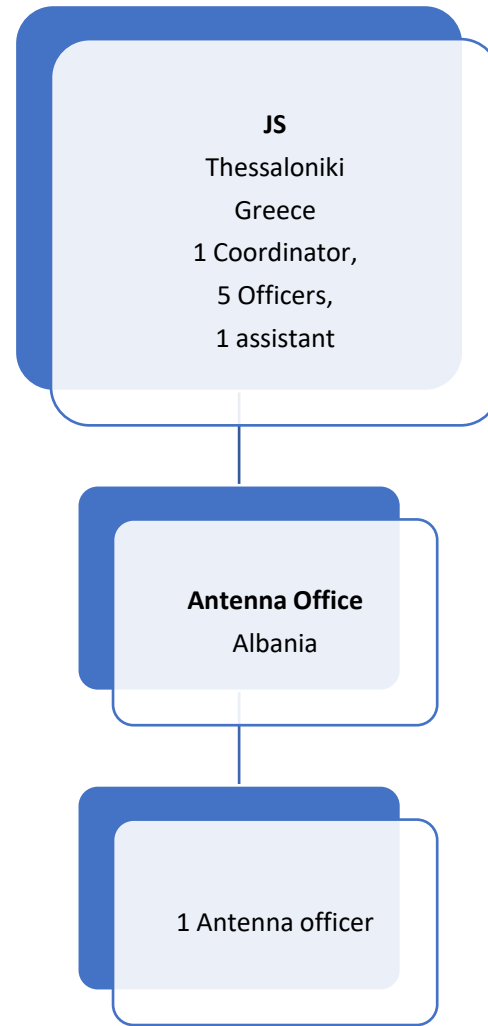 JS
Thessaloniki
Greece
1 Coordinator,
5 Officers,
1 assistant
Antenna Office
Albania
1 Antenna officer